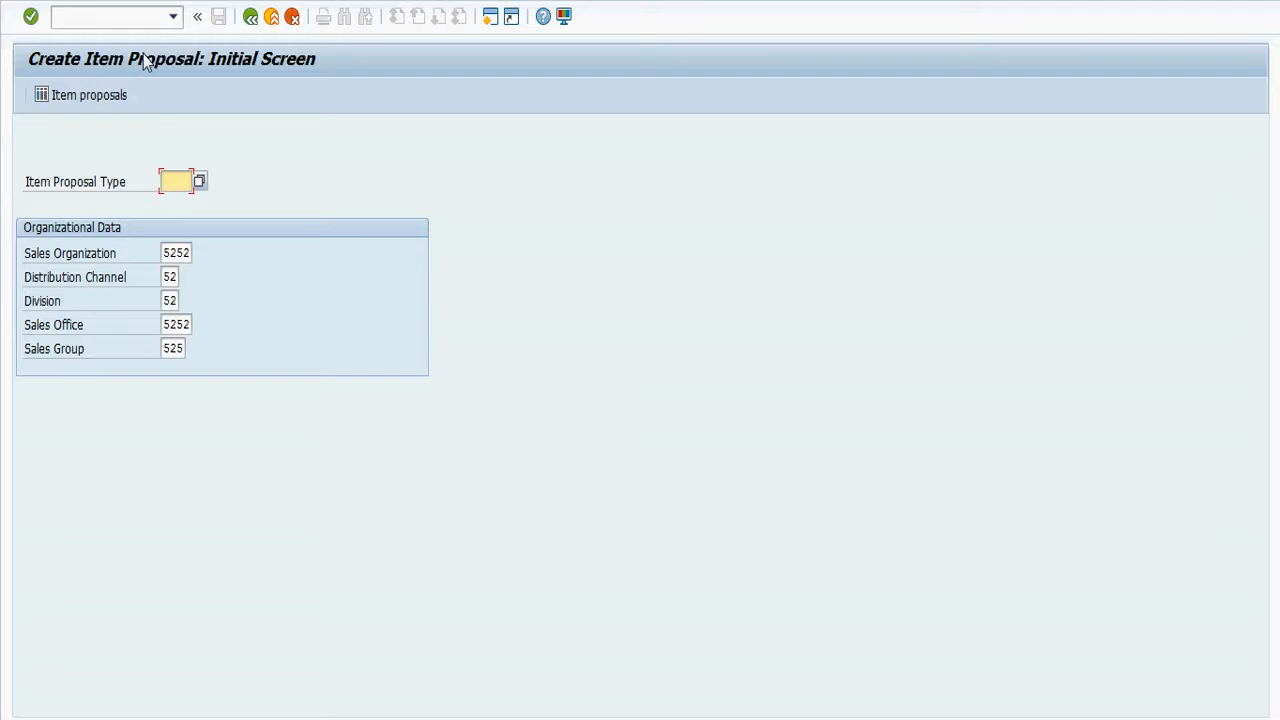 Create Item Proposal: Initial Screen
Item proposals
Item Proposal Type
Organizational Data
Sales Organization 5252
Distribution Channel 52
Division 52
Sales Office 5252
Sales Group 525